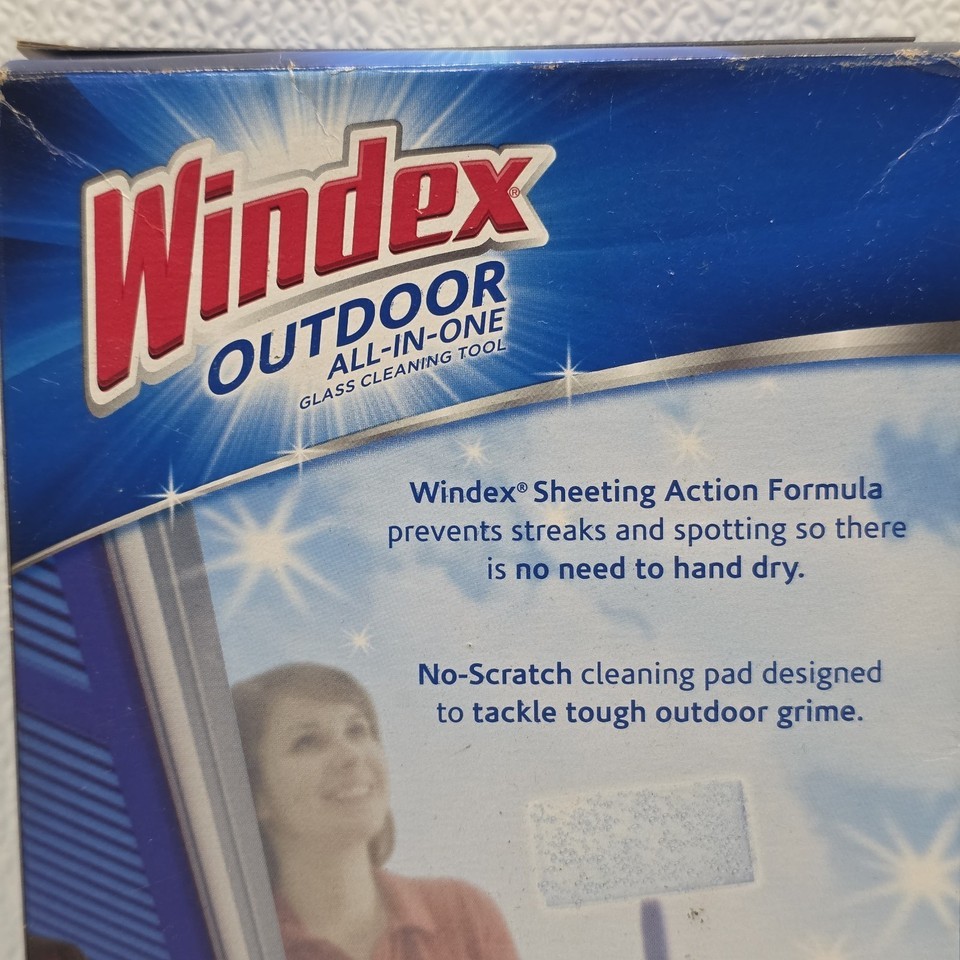 Windex®
OUTDOOR
ALL-IN-ONE
GLASS CLEANING TOOL
Windex® Sheeting Action Formula
prevents streaks and spotting so there
is no need to hand dry.
No-Scratch cleaning pad designed
to tackle tough outdoor grime.